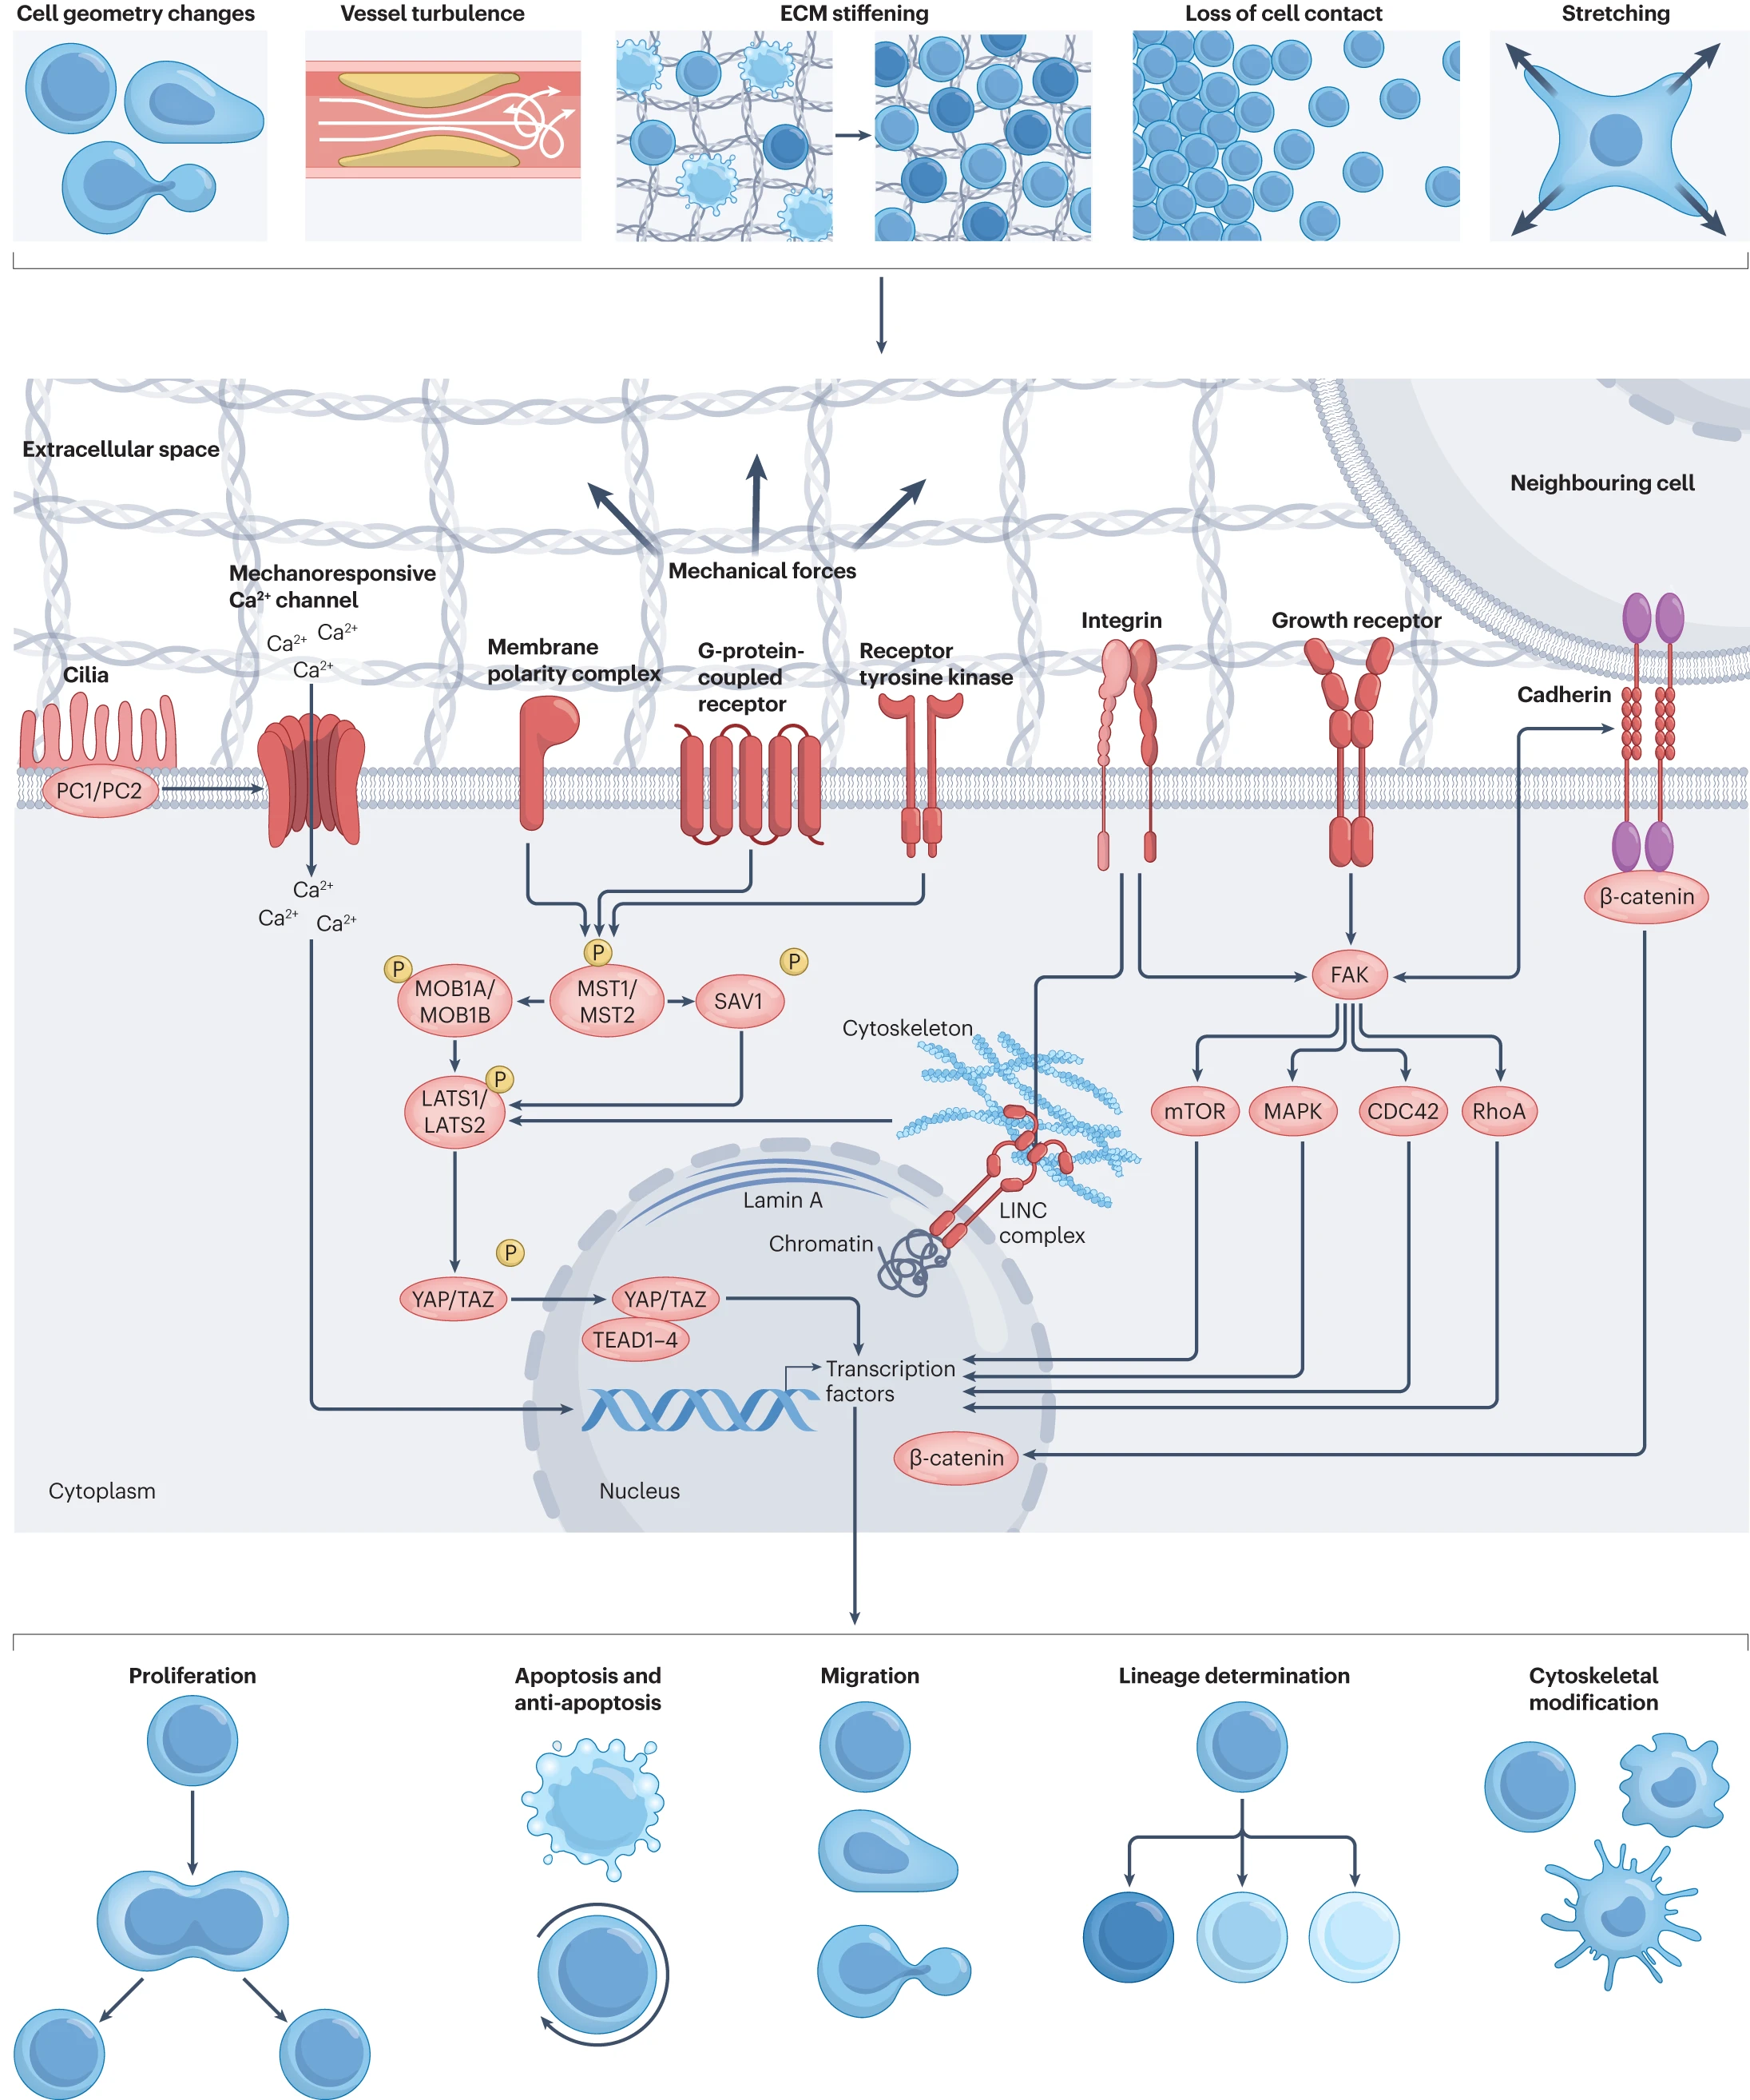 Cell geometry changes
Vessel turbulence
ECM stiffening
Loss of cell contact
Stretching
Extracellular space
Neighbouring cell
Mechanical forces
Mechanoresponsive
Ca²⁺ channel
Ca²⁺ Ca²⁺
Ca²⁺
Cilia
Membrane
polarity complex
G-protein-
coupled
receptor
Receptor
tyrosine kinase
Integrin
Growth receptor
Cadherin
PC1/PC2
Ca²⁺
Ca²⁺ Ca²⁺
β-catenin
P
MOB1A/
MOB1B
P
MST1/
MST2
P
SAV1
FAK
Cytoskeleton
P
LATS1/
LATS2
mTOR
MAPK
CDC42
RhoA
Lamin A
LINC
complex
Chromatin
P
YAP/TAZ
YAP/TAZ
TEAD1–4
Transcription
factors
β-catenin
Cytoplasm
Nucleus
Proliferation
Apoptosis and
anti-apoptosis
Migration
Lineage determination
Cytoskeletal
modification